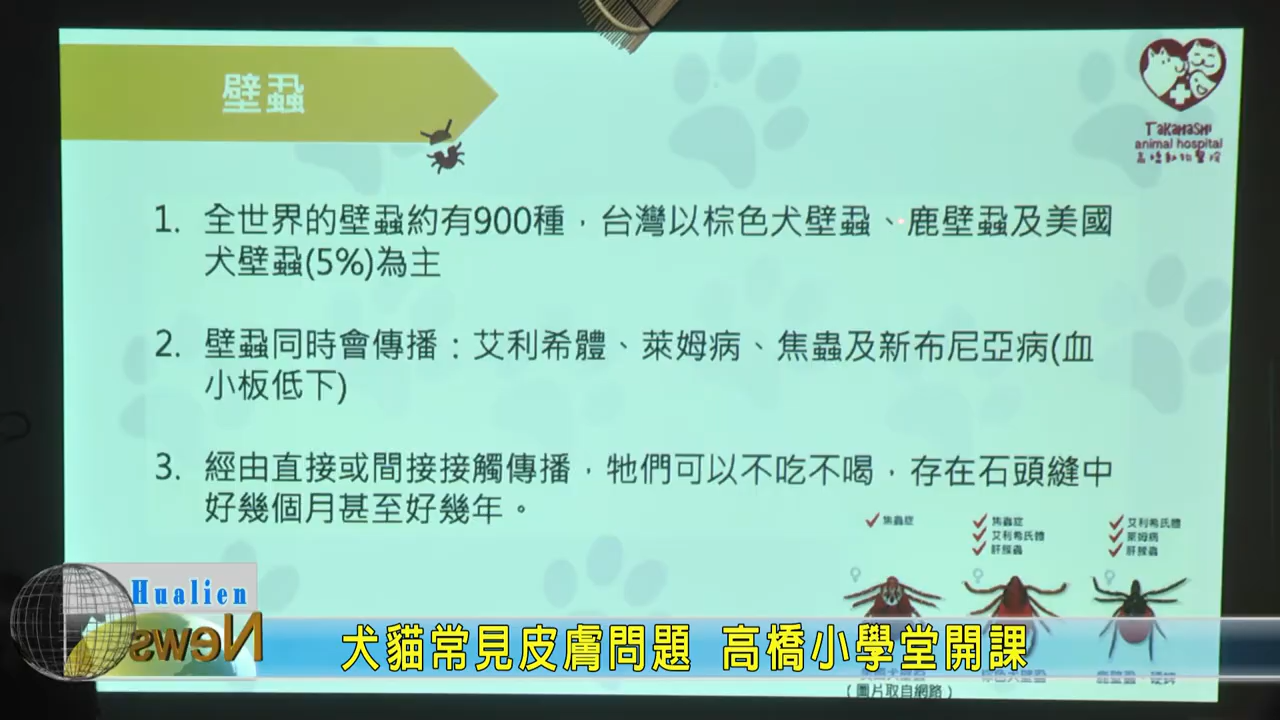 壁蝨
TaKaHaSHI
animal hospital
高橋動物醫院
1. 全世界的壁蝨約有900種，台灣以棕色犬壁蝨、鹿壁蝨及美國
犬壁蝨(5%)為主
2. 壁蝨同時會傳播：艾利希體、萊姆病、焦蟲及新布尼亞病(血
小板低下)
3. 經由直接或間接接觸傳播，牠們可以不吃不喝，存在石頭縫中
好幾個月甚至好幾年。
焦蟲症
焦蟲症
艾利希氏體
肝簇蟲
艾利希氏體
萊姆病
肝簇蟲
Hualien
News
犬貓常見皮膚問題 高橋小學堂開課
(圖片取自網路)